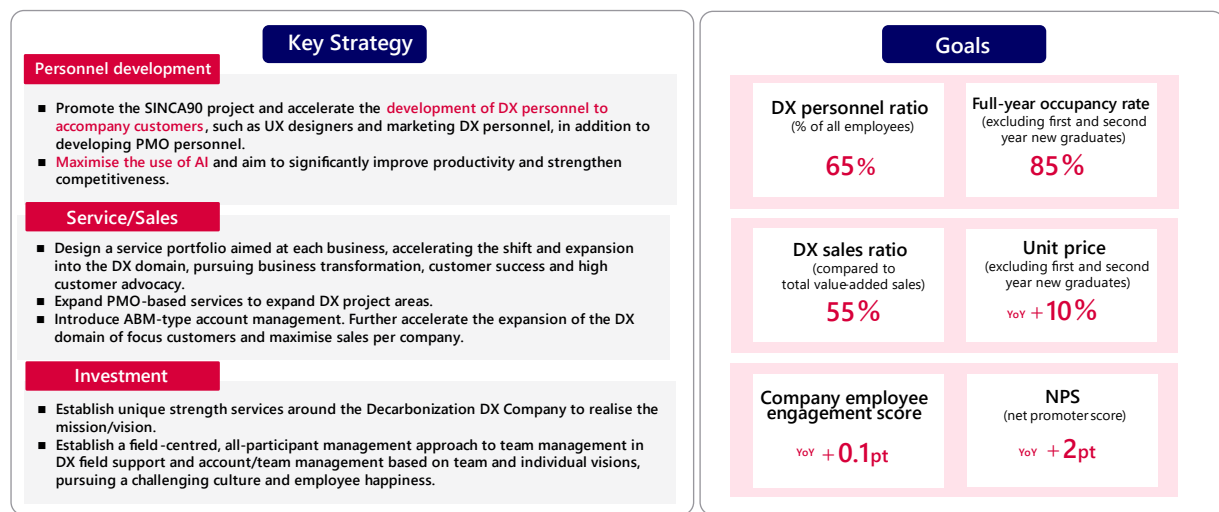 Key Strategy
Personnel development
■ Promote the SINCA90 project and accelerate the development of DX personnel to
accompany customers, such as UX designers and marketing DX personnel, in addition to
developing PMO personnel.
■ Maximise the use of AI and aim to significantly improve productivity and strengthen
competitiveness.
Service/Sales
■ Design a service portfolio aimed at each business, accelerating the shift and expansion
into the DX domain, pursuing business transformation, customer success and high
customer advocacy.
■ Expand PMO-based services to expand DX project areas.
■ Introduce ABM-type account management. Further accelerate the expansion of the DX
domain of focus customers and maximise sales per company.
Investment
■ Establish unique strength services around the Decarbonization DX Company to realise the
mission/vision.
■ Establish a field-centred, all-participant management approach to team management in
DX field support and account/team management based on team and individual visions,
pursuing a challenging culture and employee happiness.
Goals
DX personnel ratio
(% of all employees)
65%
Full-year occupancy rate
(excluding first and second
year new graduates)
85%
DX sales ratio
(compared to
total value-added sales)
55%
Unit price
(excluding first and second
year new graduates)
YoY +10%
Company employee
engagement score
YoY +0.1pt
NPS
(net promoter score)
YoY +2pt